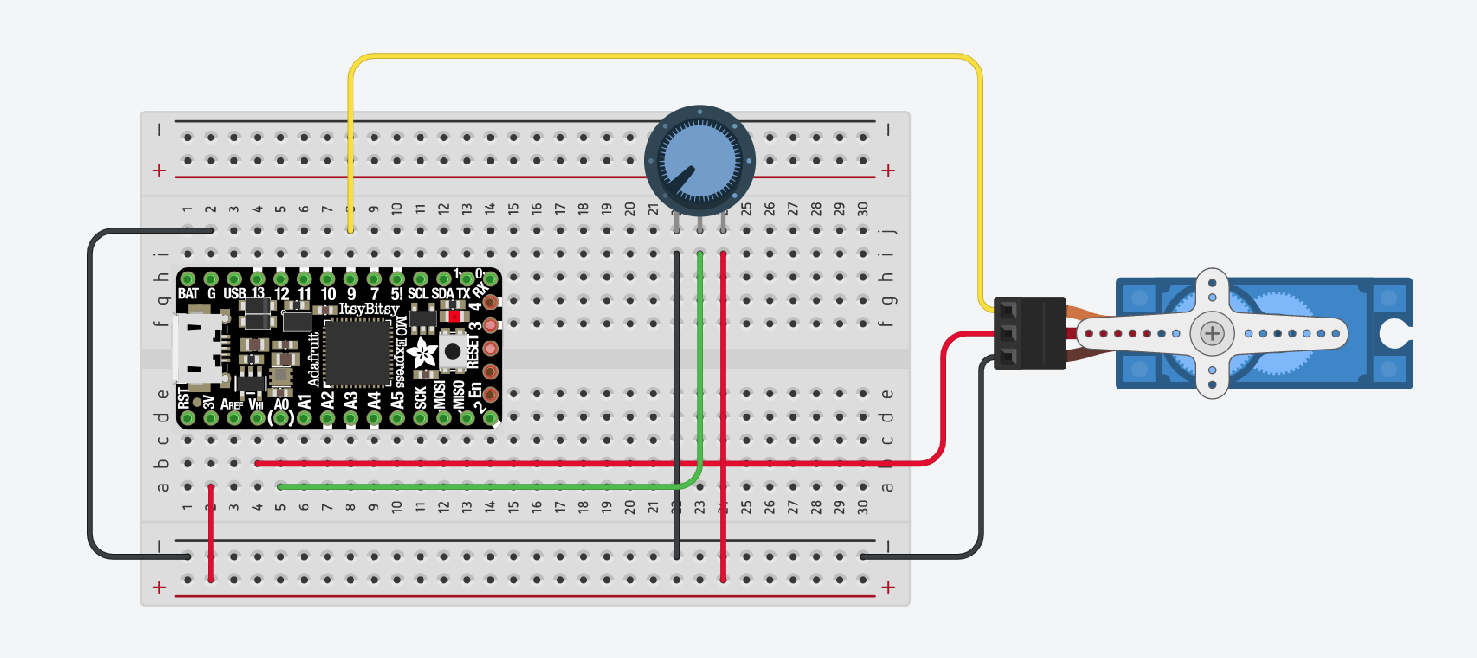 − −
+ +
1 2 3 4 5 6 7 8 9 10 11 12 13 14 15 16 17 18 19 20 21 25 26 27 28 29 30
j j
i i
h h
g g
f f
BAT G USB 13 12 11 10 9 7 5! SCL SDA TX RX
1 0
4
3
ItsyBitsy
M0 Express
Adafruit
RESET
2
En
RST 3V AREF VHI A0 A1 A2 A3 A4 A5 SCK MOSI MISO
e e
d d
c c
b b
a a
1 2 3 4 5 6 7 8 9 10 11 12 13 14 15 16 17 18 19 20 21 22 23 24 25 26 27 28 29 30
− −
+ +